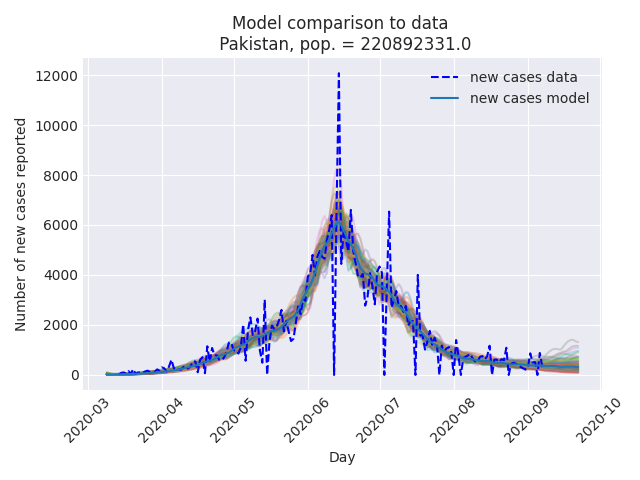 Model comparison to data
Pakistan, pop. = 220892331.0
new cases data
new cases model
Number of new cases reported
12000
10000
8000
6000
4000
2000
0
2020-03
2020-04
2020-05
2020-06
2020-07
2020-08
2020-09
2020-10
Day